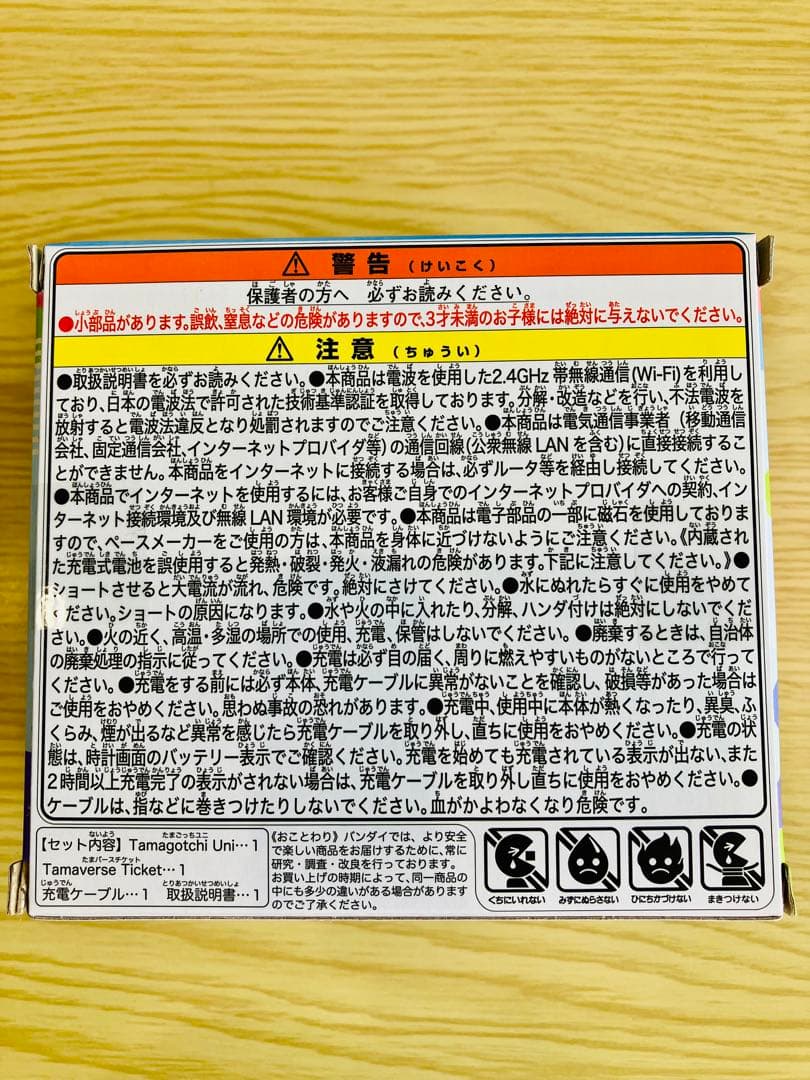 警告（けいこく）
保護者の方へ 必ずお読みください。
●小部品があります。誤飲、窒息などの危険がありますので、3才未満のお子様には絶対に与えないでください。
注意（ちゅうい）
●取扱説明書を必ずお読みください。●本商品は電波を使用した2.4GHz 帯無線通信(Wi-Fi)を利用し
ており、日本の電波法で許可された技術基準認証を取得しております。分解・改造などを行い、不法電波を
放射すると電波法違反となり処罰されますのでご注意ください。●本商品は電気通信事業者（移動通信
会社、固定通信会社、インターネットプロバイダ等)の通信回線(公衆無線LANを含む)に直接接続するこ
とができません。本商品をインターネットに接続する場合は、必ずルータ等を経由し接続してください。
●本商品でインターネットを使用するには、お客様ご自身でのインターネットプロバイダへの契約、イン
ターネット接続環境及び無線LAN環境が必要です。●本商品は電子部品の一部に磁石を使用しておりま
すので、ペースメーカーをご使用の方は、本商品を身体に近づけないようにご注意ください。《内蔵され
た充電式電池を誤使用すると発熱・破裂・発火・液漏れの危険があります。下記に注意してください。》●
ショートさせると大電流が流れ、危険です。絶対にさけてください。●水にぬれたらすぐに使用をやめて
ください。ショートの原因になります。●水や火の中に入れたり、分解、ハンダ付けは絶対にしないでくだ
さい。●火の近く、高温・多湿の場所での使用、充電、保管はしないでください。●廃棄するときは、自治体
の廃棄処理の指示に従ってください。●充電は必ず目の届く、周りに燃えやすいものがないところで行って
ください。●充電をする前には必ず本体、充電ケーブルに異常がないことを確認し、破損等があった場合は
ご使用をおやめください。思わぬ事故の恐れがあります。●充電中、使用中に本体が熱くなったり、異臭、ふ
くらみ、煙が出るなど異常を感じたら充電ケーブルを取り外し、直ちに使用をおやめください。●充電の状
態は、時計画面のバッテリー表示でご確認ください。充電を始めても充電されている表示が出ない、また
2時間以上充電完了の表示がされない場合は、充電ケーブルを取り外し直ちに使用をおやめください。●
ケーブルは、指などに巻きつけたりしないでください。血がかよわなくなり危険です。
【セット内容】Tamagotchi Uni…1
Tamaverse Ticket…1
充電ケーブル…1 取扱説明書…1
《おことわり》バンダイでは、より安全
で楽しい商品をお届けするために、常に
研究・調査・改良を行っております。
お買い上げの時期によって、同一商品の
中にも多少の違いがある場合があります
のでご了承ください。
くちにいれない みずにぬらさない ひにちかづけない まきつけない